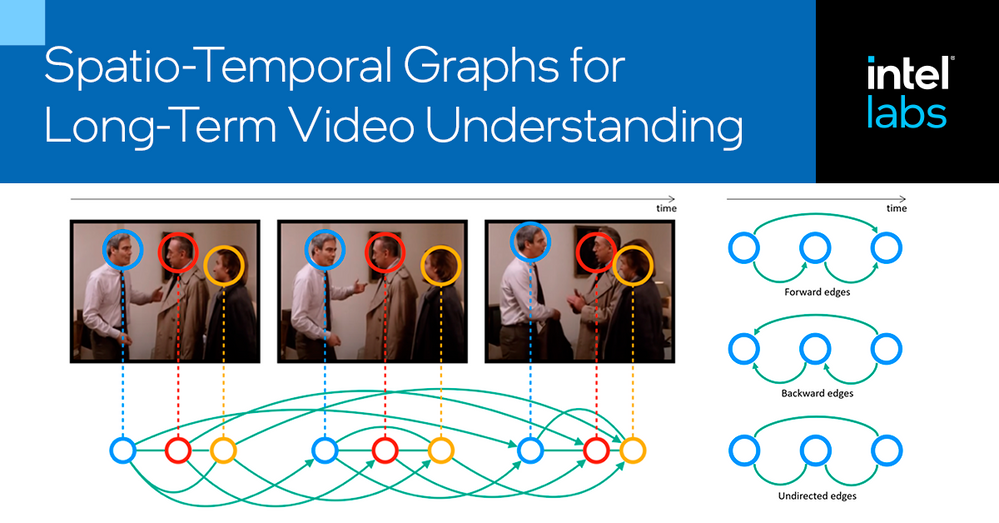 Spatio-Temporal Graphs for
Long-Term Video Understanding
intel
labs
time
time
Forward edges
Backward edges
Undirected edges